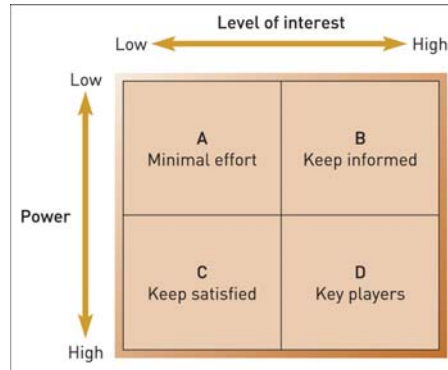 Level of interest
Low High
Low
A
Minimal effort
B
Keep informed
Power
C
Keep satisfied
D
Key players
High